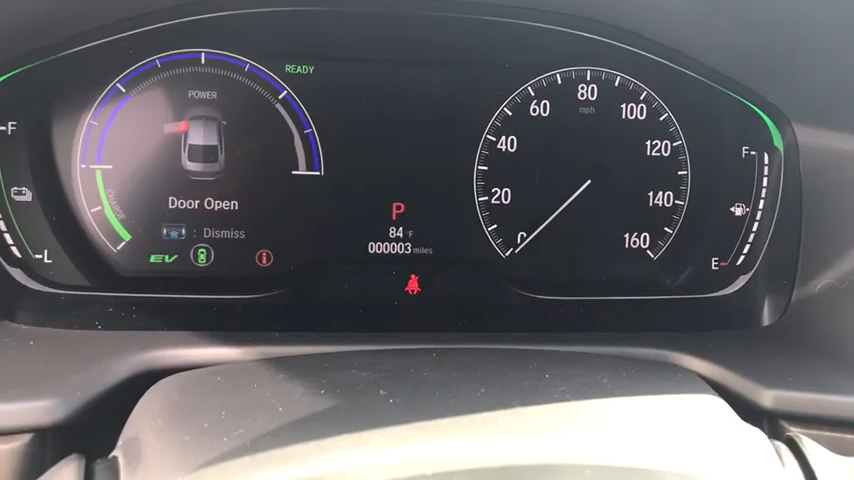 F
L
POWER
READY
CHARGE
Door Open
: Dismiss
EV
P
84 °F
000003 miles
0
20
40
60
80
mph
100
120
140
160
F
E